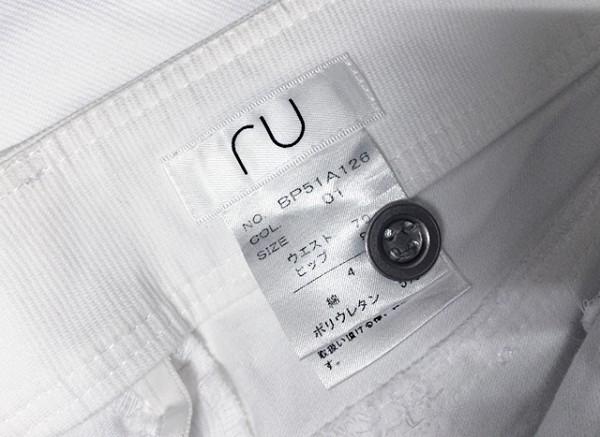 ru
NO. BP51A126
COL. 01
SIZE
ウエスト 70
ヒップ
4
綿
ポリウレタン
す。